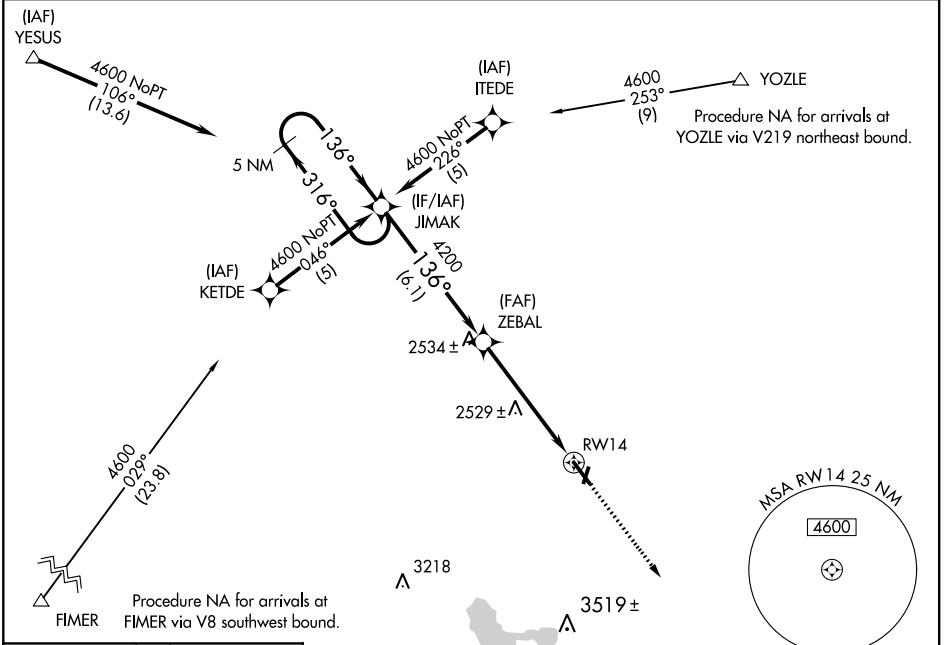 (IAF)
YESUS
4600 NoPT
106°
(13.6)
(IAF)
ITEDE
4600
253°
(9)
YOZLE
Procedure NA for arrivals at
YOZLE via V219 northeast bound.
4600 NoPT
226°
(5)
5 NM
136°
316°
(IF/IAF)
JIMAK
4600 NoPT
046°
(5)
(IAF)
KETDE
4200
136°
(6.1)
(FAF)
ZEBAL
2534 ±
2529 ±
RW14
4600
029°
(23.8)
FIMER
Procedure NA for arrivals at
FIMER via V8 southwest bound.
3218
3519 ±
MSA RW14 25 NM
4600